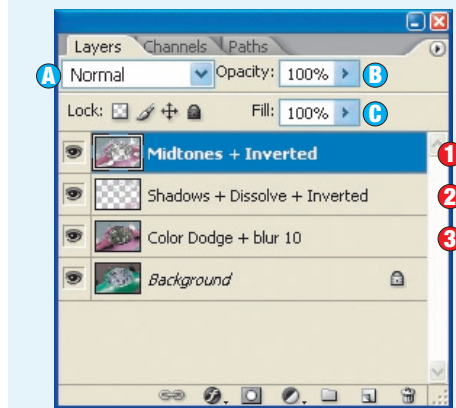 Layers Channels Paths
A Normal Opacity: 100% B
Lock: Fill: 100% C
Midtones + Inverted 1
Shadows + Dissolve + Inverted 2
Color Dodge + blur 10 3
Background